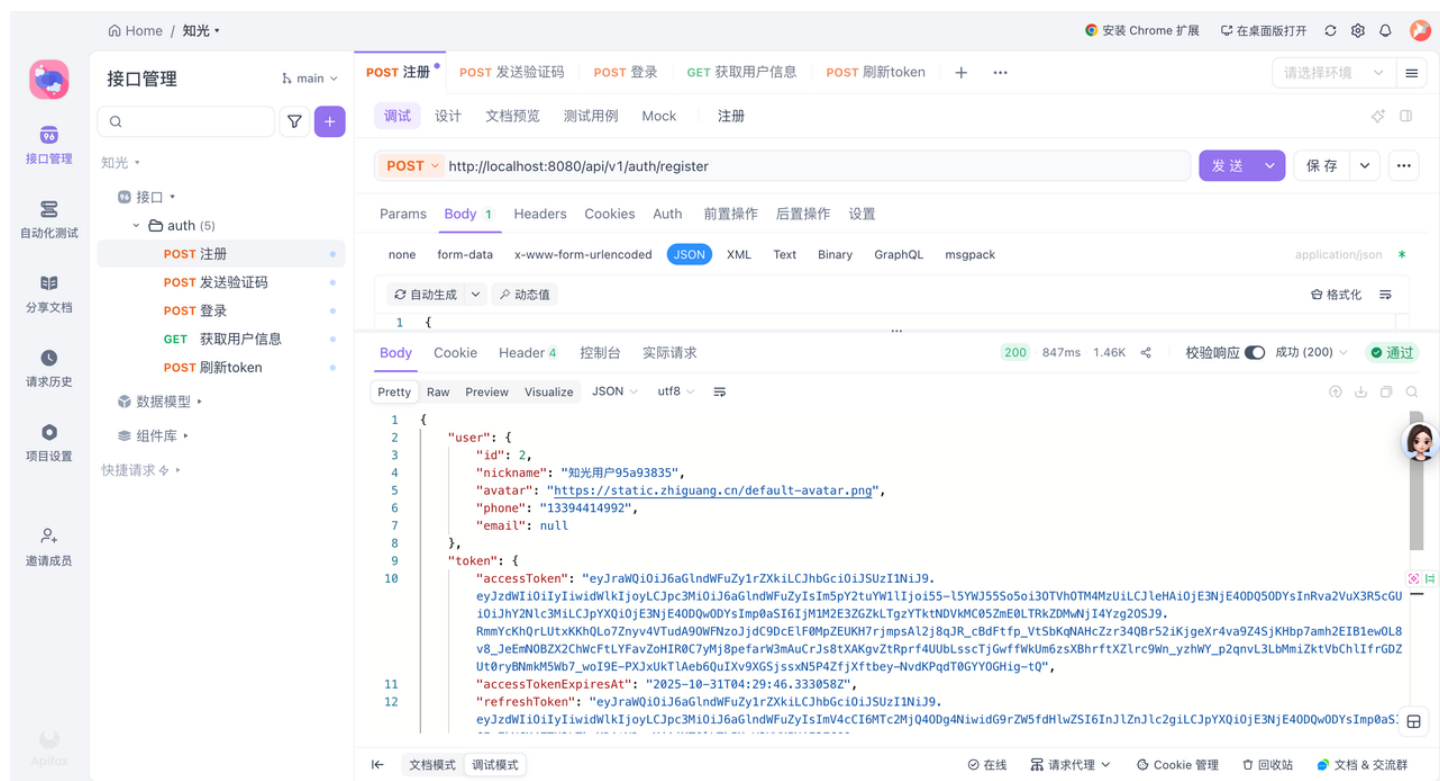 Home / 知光
安装 Chrome 扩展 在桌面版打开
接口管理 main
POST 注册 POST 发送验证码 POST 登录 GET 获取用户信息 POST 刷新token + ··· 请选择环境
调试 设计 文档预览 测试用例 Mock 注册
接口管理
自动化测试
分享文档
请求历史
项目设置
邀请成员
Apifox
知光
接口
auth (5)
POST 注册
POST 发送验证码
POST 登录
GET 获取用户信息
POST 刷新token
数据模型
组件库
快捷请求
POST http://localhost:8080/api/v1/auth/register 发送 保存 ···
Params Body 1 Headers Cookies Auth 前置操作 后置操作 设置
none form-data x-www-form-urlencoded JSON XML Text Binary GraphQL msgpack application/json *
自动生成 动态值 格式化
1 {
Body Cookie Header 4 控制台 实际请求 200 847ms 1.46K 校验响应 成功 (200) 通过
Pretty Raw Preview Visualize JSON utf8
1 {
2 "user": {
3 "id": 2,
4 "nickname": "知光用户95a93835",
5 "avatar": "https://static.zhiguang.cn/default-avatar.png",
6 "phone": "13394414992",
7 "email": null
8 },
9 "token": {
10 "accessToken": "eyJraWQiOiJ6aGlndWFuZy1rZXkiLCJhbGciOiJSUzI1NiJ9.
11 "accessTokenExpiresAt": "2025-10-31T04:29:46.333058Z",
12 "refreshToken": "eyJraWQiOiJ6aGlndWFuZy1rZXkiLCJhbGciOiJSUzI1NiJ9.
文档模式 调试模式 在线 请求代理 Cookie 管理 回收站 文档 & 交流群